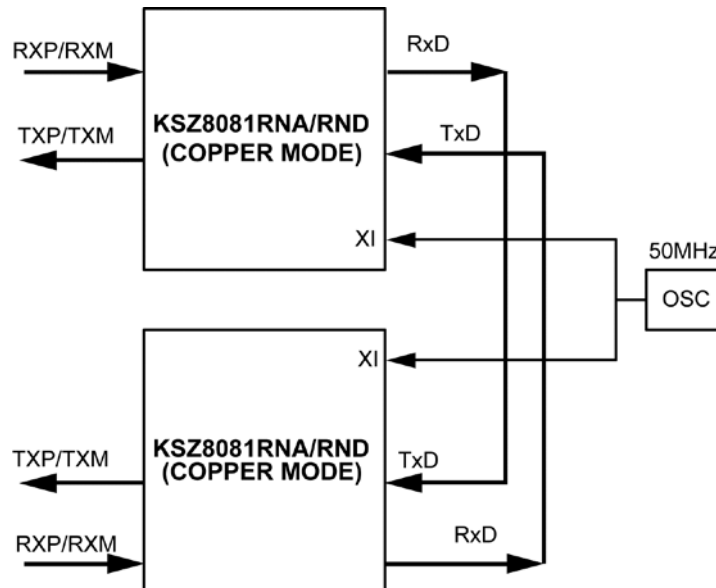 RXP/RXM
RxD
KSZ8081RNA/RND
(COPPER MODE)
TXP/TXM
TxD
XI
50MHz
OSC
XI
KSZ8081RNA/RND
(COPPER MODE)
TXP/TXM
TxD
RXP/RXM
RxD